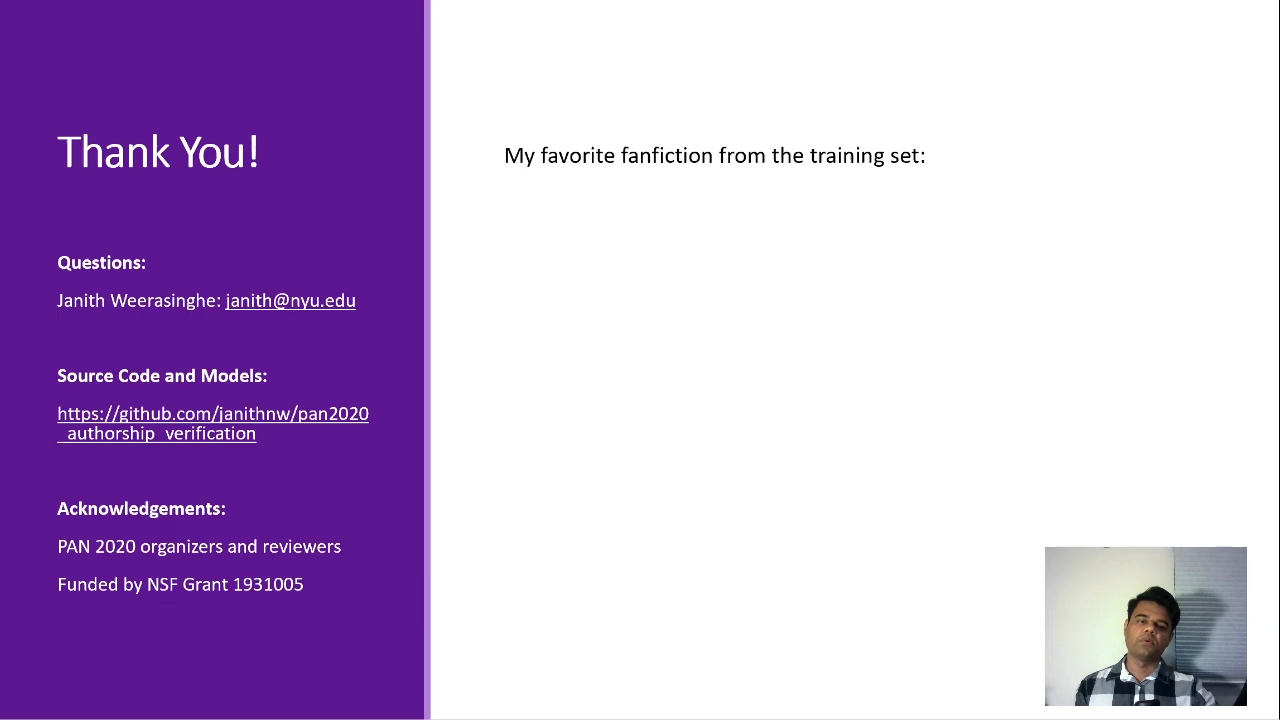 Thank You!
Questions:
Janith Weerasinghe: janith@nyu.edu
Source Code and Models:
https://github.com/janithnw/pan2020
_authorship_verification
Acknowledgements:
PAN 2020 organizers and reviewers
Funded by NSF Grant 1931005
My favorite fanfiction from the training set: